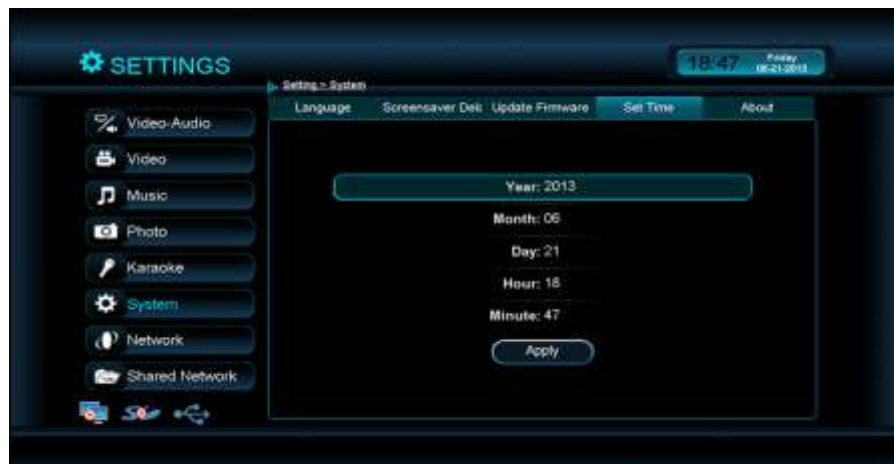 SETTINGS
18:47 Friday
06-21-2013
Setting > System
Language Screensaver Dela Update Firmware Set Time About
Video-Audio
Video
Music
Photo
Karaoke
System
Network
Shared Network
Year: 2013
Month: 06
Day: 21
Hour: 18
Minute: 47
Apply